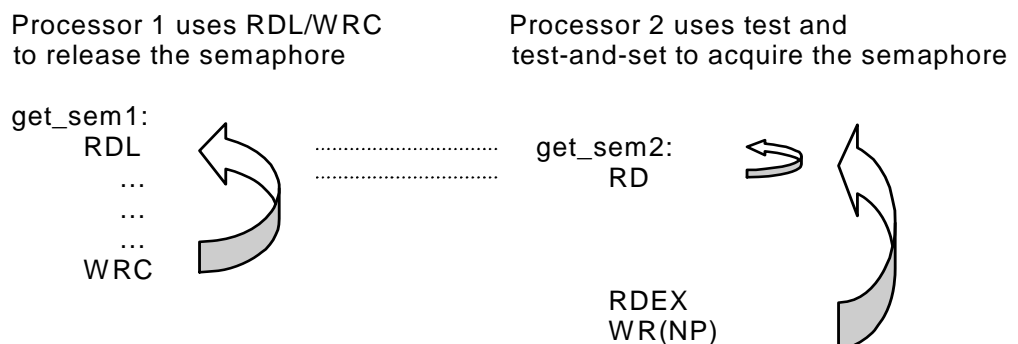 Processor 1 uses RDL/WRC
to release the semaphore
Processor 2 uses test and
test-and-set to acquire the semaphore
get_sem1:
RDL
...
...
...
WRC
get_sem2:
RD
RDEX
WR(NP)